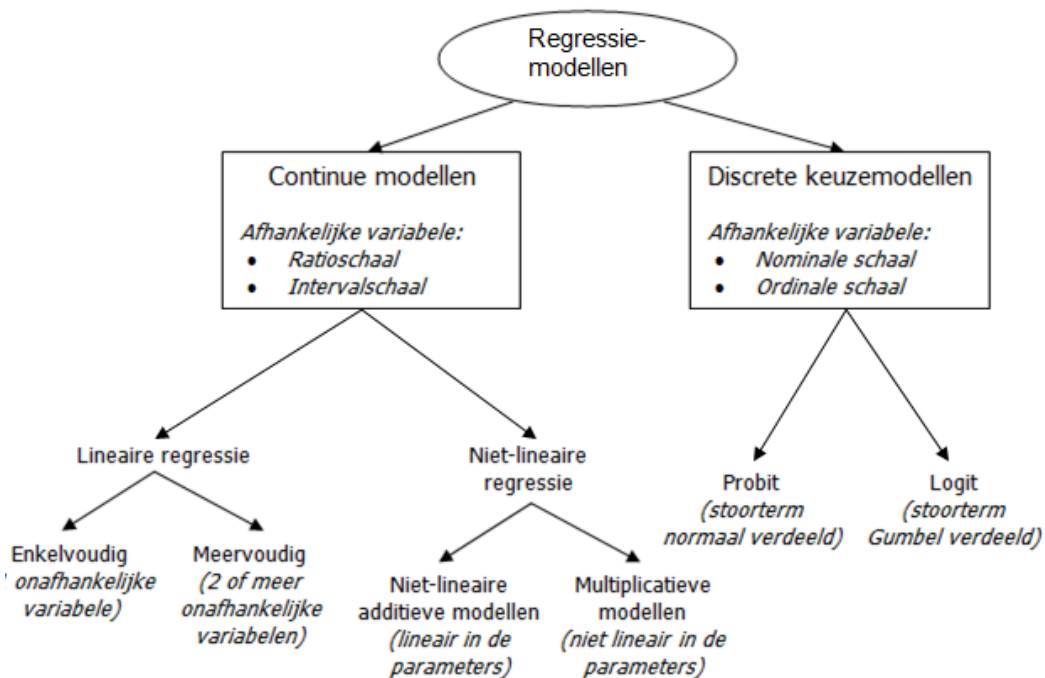 Regressie-
modellen
Continue modellen
Afhankelijke variabele:
• Ratioschaal
• Intervalschaal
Discrete keuzemodellen
Afhankelijke variabele:
• Nominale schaal
• Ordinale schaal
Lineaire regressie
Niet-lineaire
regressie
Probit
(stoorterm
normaal verdeeld)
Logit
(stoorterm
Gumbel verdeeld)
Enkelvoudig
onafhankelijke
variabele)
Meervoudig
(2 of meer
onafhankelijke
variabelen)
Niet-lineaire
additieve modellen
(lineair in de
parameters)
Multiplicatieve
modellen
(niet lineair in de
parameters)